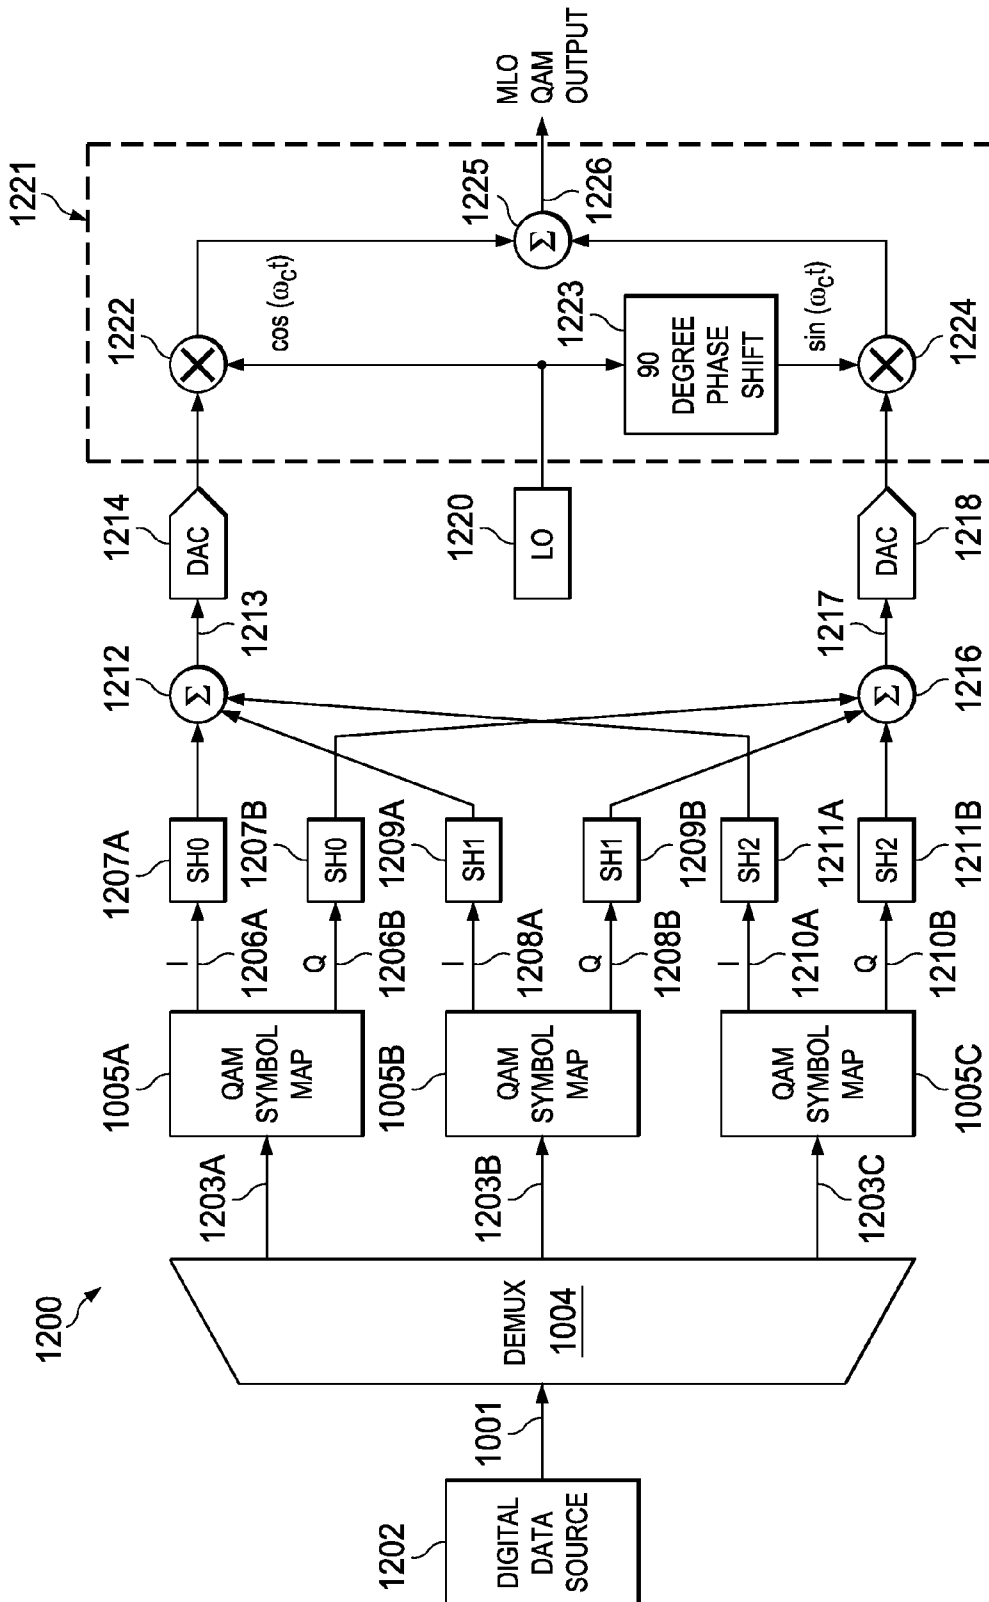 1200
1202
DIGITAL
DATA
SOURCE
1001
DEMUX
1004
1203A
1203B
1203C
1005A
QAM
SYMBOL
MAP
1005B
QAM
SYMBOL
MAP
1005C
QAM
SYMBOL
MAP
I
1206A
Q
1206B
I
1208A
Q
1208B
I
1210A
Q
1210B
1207A
SH0
1207B
SH0
1209A
SH1
1209B
SH1
1211A
SH2
1211B
SH2
1212
Σ
1213
1216
Σ
1217
1214
DAC
1218
DAC
1220
LO
1221
1222
cos (ωCt)
1223
90
DEGREE
PHASE
SHIFT
sin (ωCt)
1224
1225
Σ
1226
MLO
QAM
OUTPUT